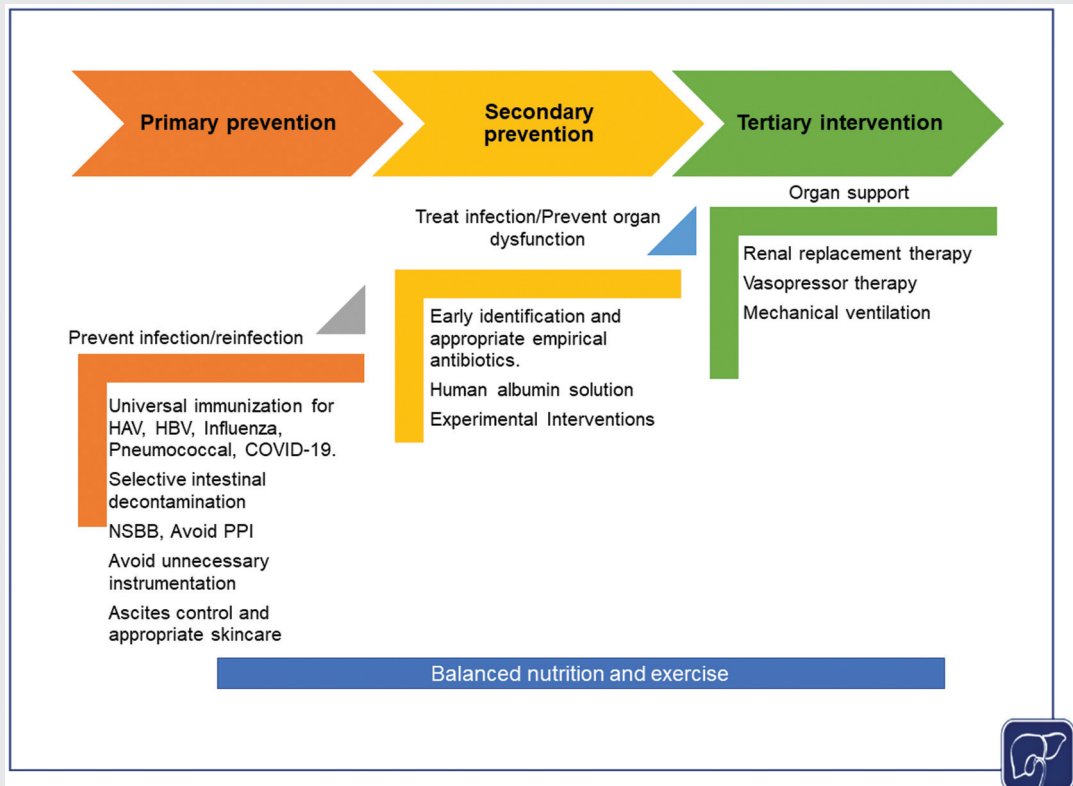 Primary prevention
Secondary
prevention
Tertiary intervention
Prevent infection/reinfection
Universal immunization for
HAV, HBV, Influenza,
Pneumococcal, COVID-19.
Selective intestinal
decontamination
NSBB, Avoid PPI
Avoid unnecessary
instrumentation
Ascites control and
appropriate skincare
Treat infection/Prevent organ
dysfunction
Early identification and
appropriate empirical
antibiotics.
Human albumin solution
Experimental Interventions
Organ support
Renal replacement therapy
Vasopressor therapy
Mechanical ventilation
Balanced nutrition and exercise